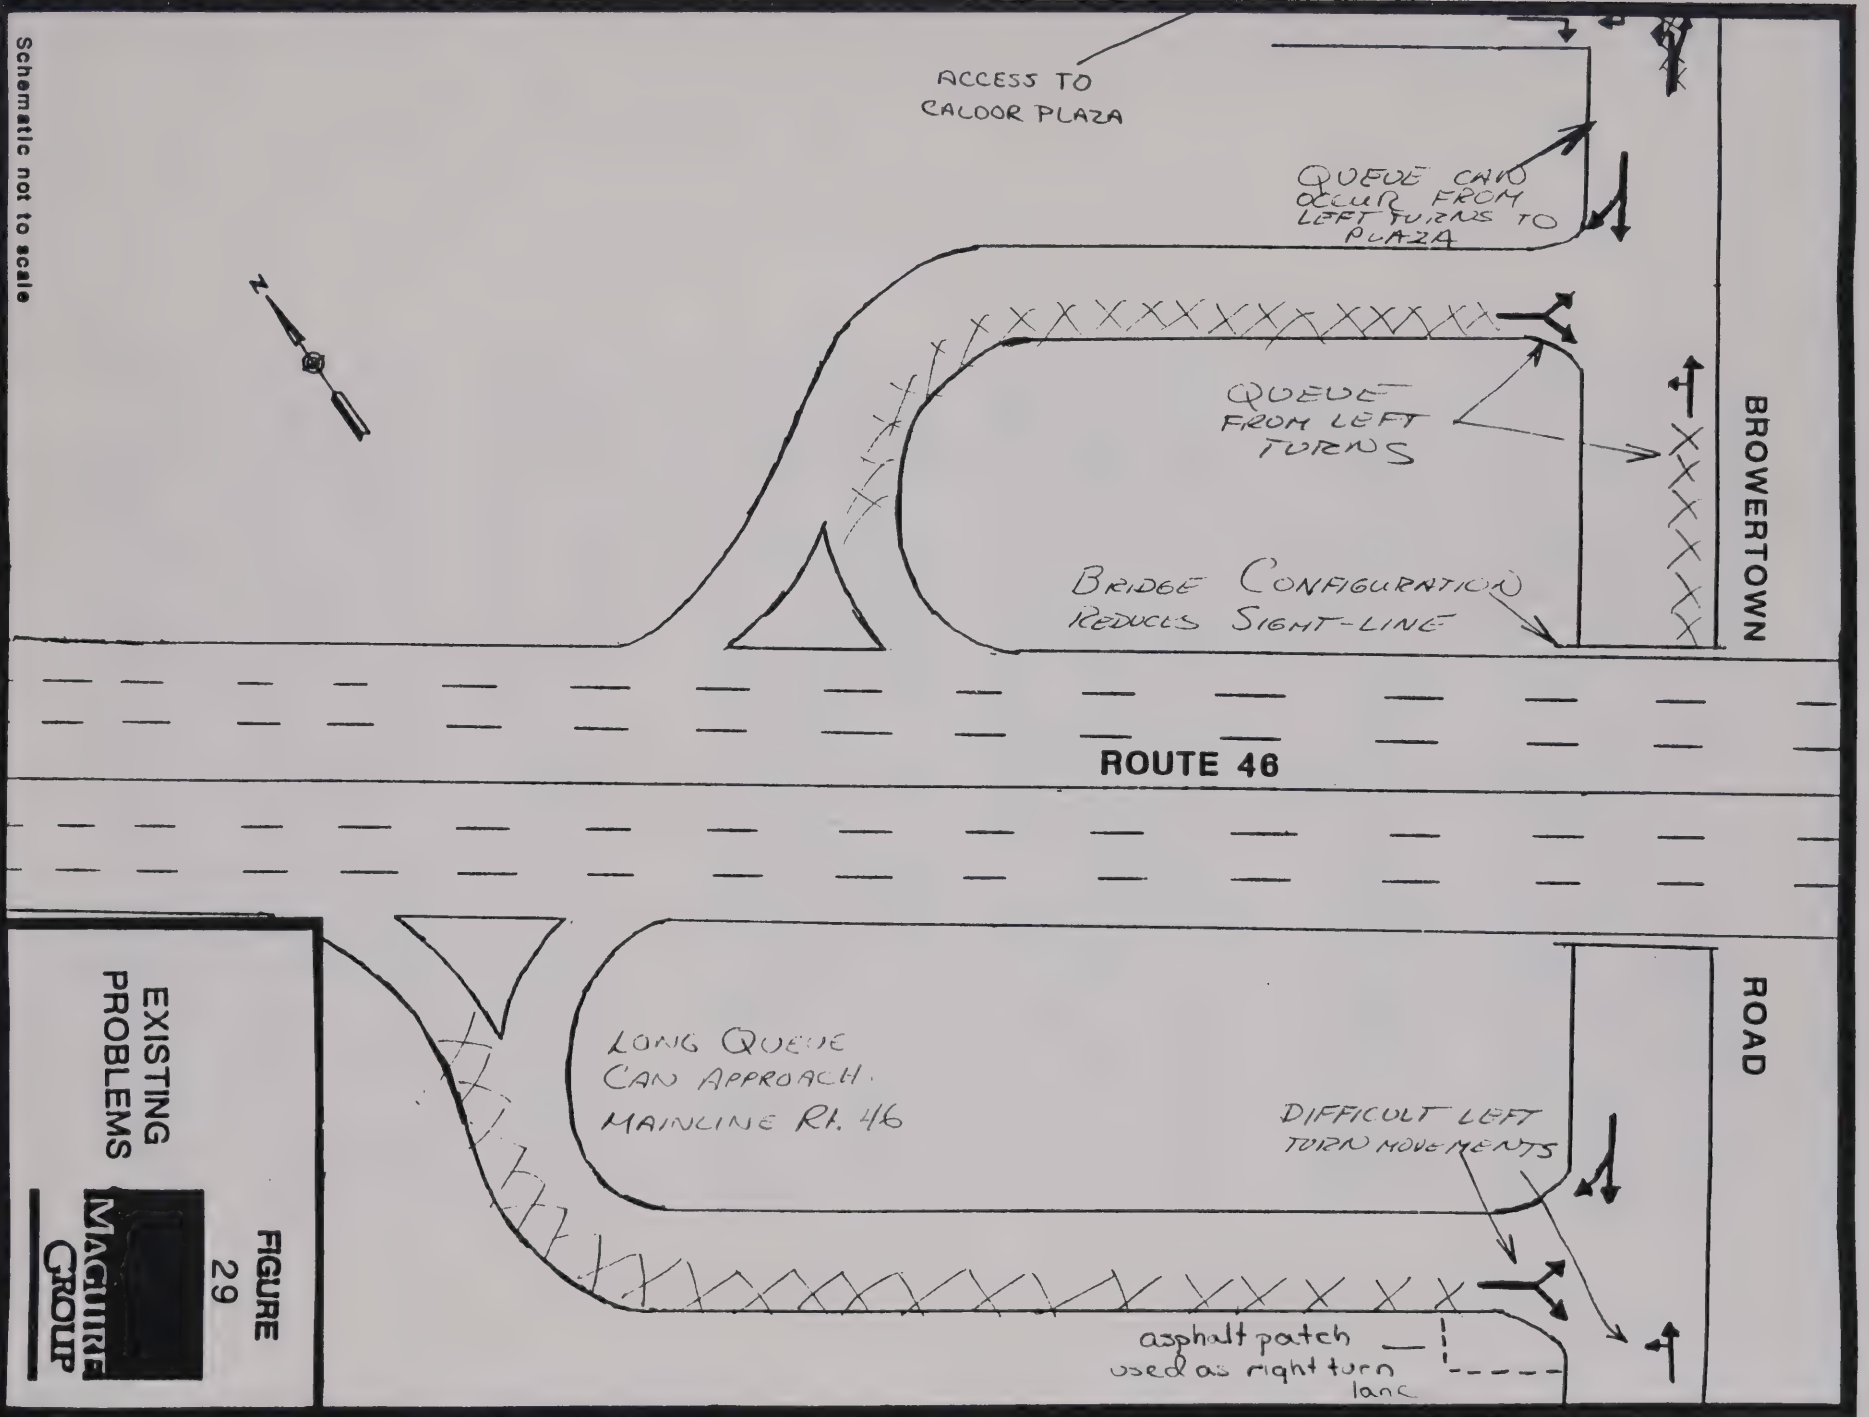 Schematic not to scale
ACCESS TO
CALDOR PLAZA
QUEUE CAN
OCCUR FROM
LEFT TURNS TO
PLAZA
N
QUEUE
FROM LEFT
TURNS
BROWERTOWN
BRIDGE CONFIGURATION
REDUCES SIGHT-LINE
ROUTE 46
ROAD
LONG QUEUE
CAN APPROACH
MAINLINE Rt. 46
DIFFICULT LEFT
TURN MOVEMENTS
asphalt patch
used as right turn
lane
EXISTING
PROBLEMS
FIGURE
29
MAGUIRE
GROUP